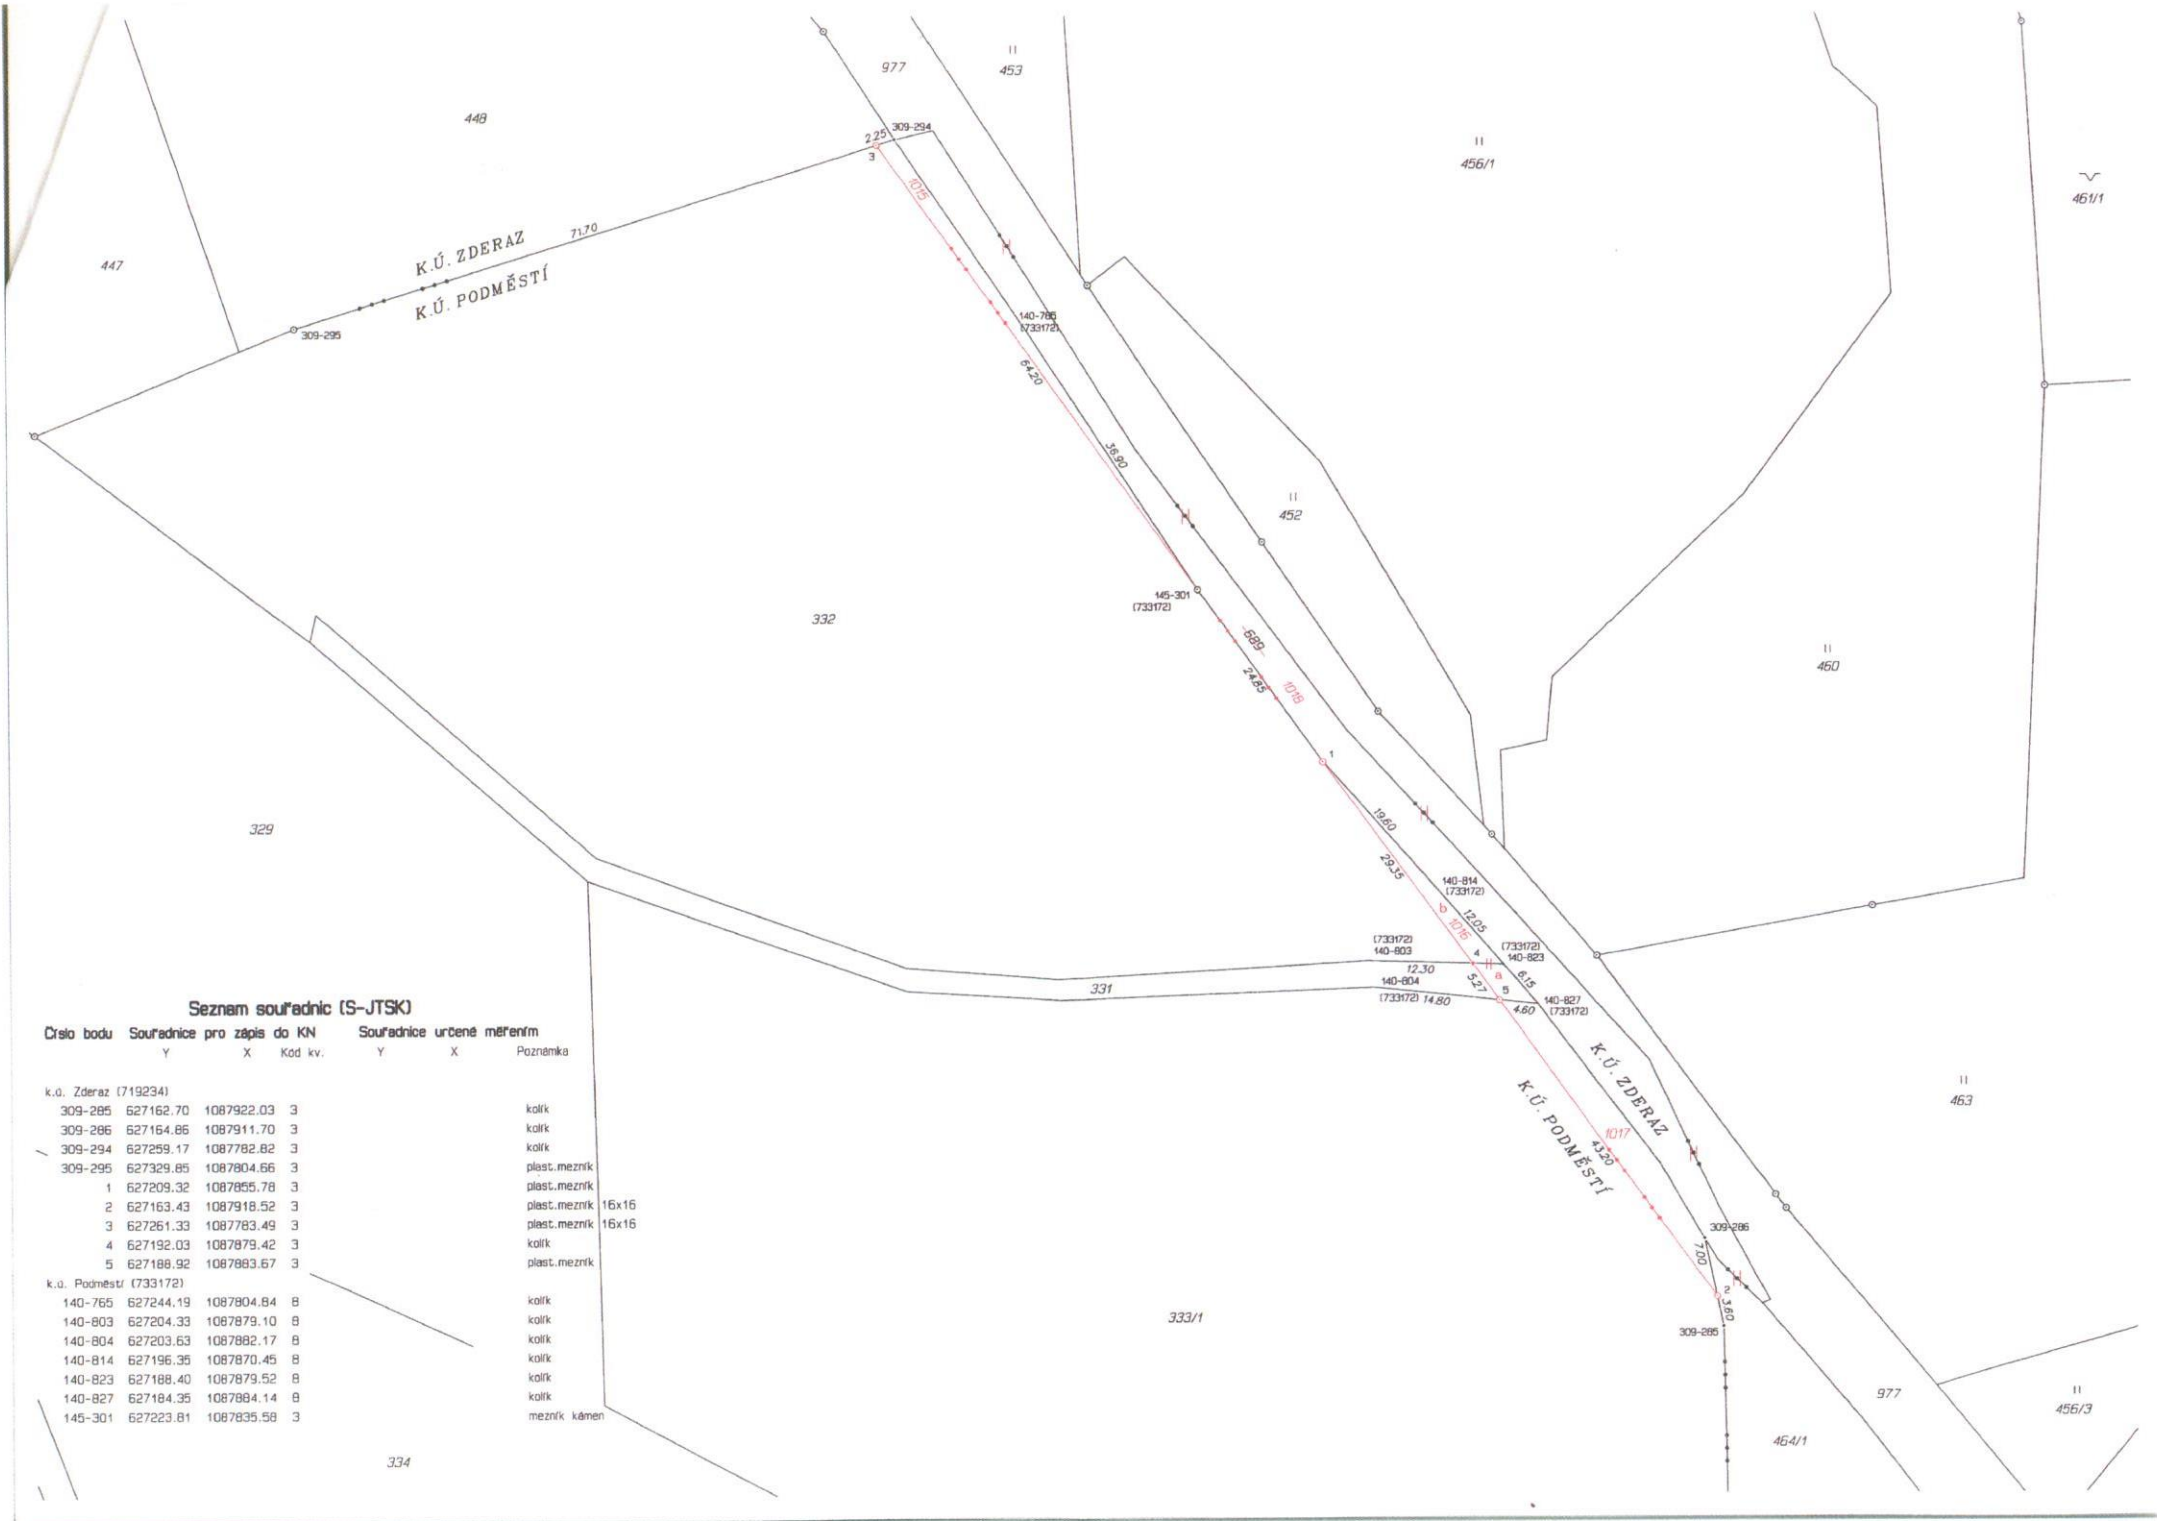 977
II
453
448
2.25
309-294
3
II
456/1
461/1
1015
447
K.Ú. ZDERAZ
71.70
K.Ú. PODMĚSTÍ
309-295
140-765
(733172)
64.20
36.90
II
452
145-301
(733172)
332
689
24.85
1018
II
460
1
19.60
329
29.35
140-814
(733172)
b
12.05
1016
(733172)
140-803
4
(733172)
140-823
12.30
a
6.15
140-804
5.27
5
331
(733172) 14.80
4.60
140-827
(733172)
Seznam souřadnic (S-JTSK)
Číslo bodu Souřadnice pro zápis do KN Souřadnice určené měřením
Y X Kód kv. Y X Poznámka
k.ú. Zderaz (719234)
309-285 627162.70 1087922.03 3 kolík
309-286 627164.86 1087911.70 3 kolík
309-294 627259.17 1087782.82 3 kolík
309-295 627329.85 1087804.66 3 plast.mezník
1 627209.32 1087855.78 3 plast.mezník
2 627163.43 1087918.52 3 plast.mezník 16x16
3 627261.33 1087783.49 3 plast.mezník 16x16
4 627192.03 1087879.42 3 kolík
5 627188.92 1087883.67 3 plast.mezník
k.ú. Podměstí (733172)
140-765 627244.19 1087804.84 8 kolík
140-803 627204.33 1087879.10 8 kolík
140-804 627203.63 1087882.17 8 kolík
140-814 627196.35 1087870.45 8 kolík
140-823 627188.40 1087879.52 8 kolík
140-827 627184.35 1087884.14 8 kolík
145-301 627223.81 1087835.58 3 mezník kámen
K.Ú. ZDERAZ
K.Ú. PODMĚSTÍ
1017
43.20
II
463
309-286
7.00
2
3.60
309-285
333/1
977
II
456/3
464/1
334